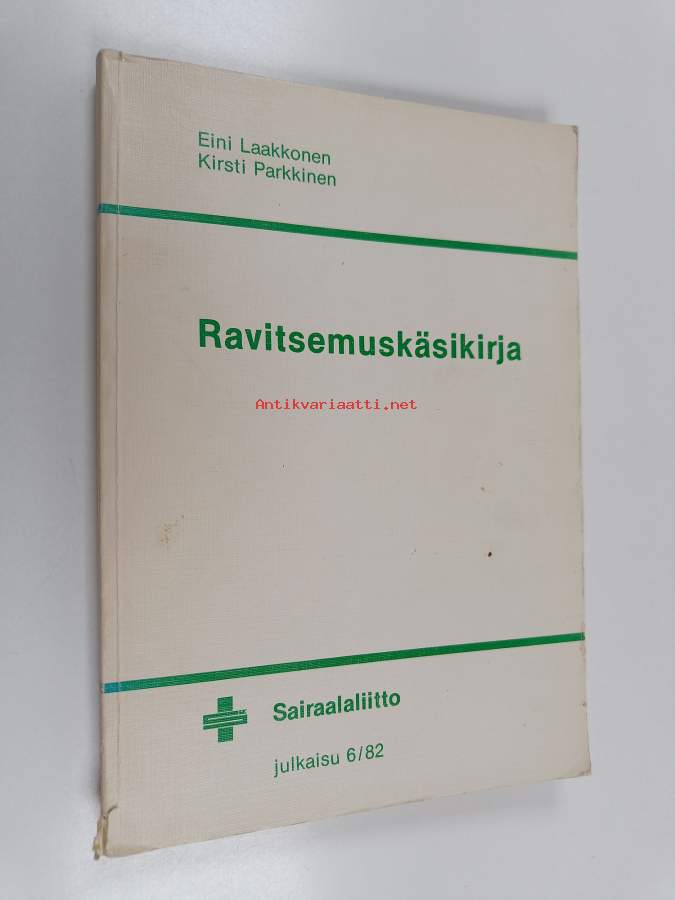 Eini Laakkonen
Kirsti Parkkinen
Ravitsemuskäsikirja
Antikvariaatti.net
Sairaalaliitto
julkaisu 6/82